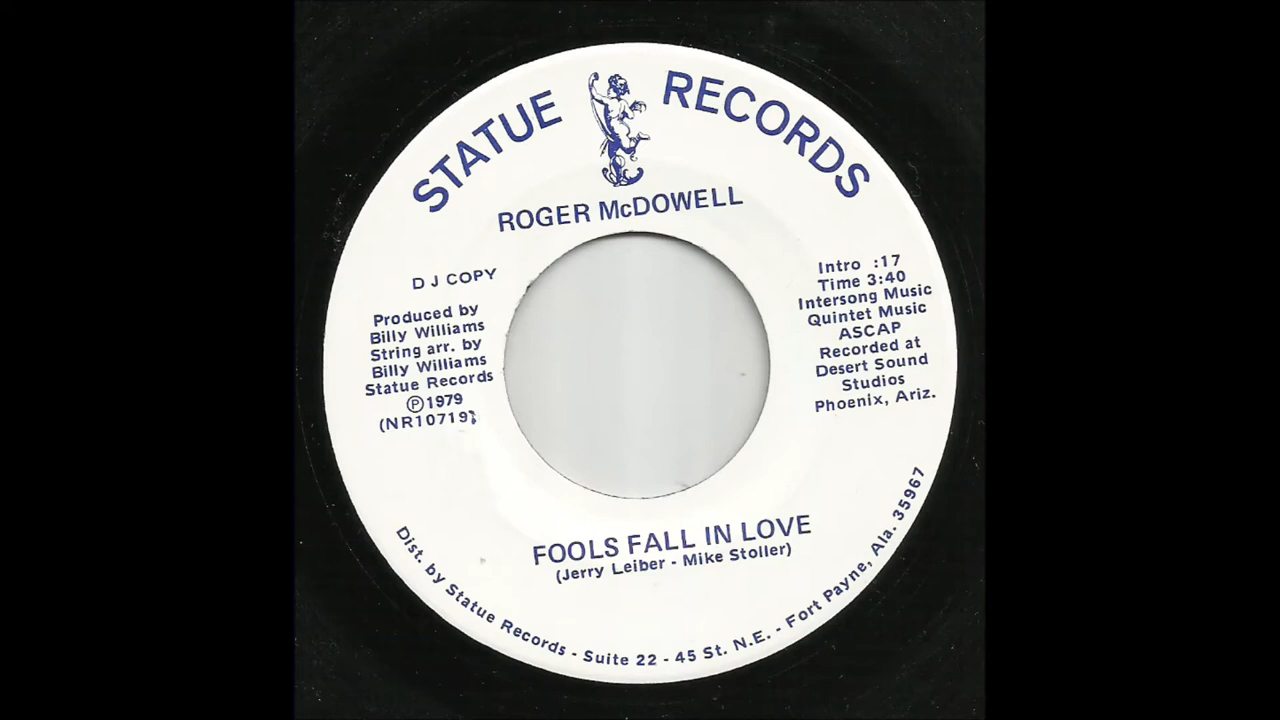 STATUE RECORDS
ROGER McDOWELL
D J COPY
Produced by
Billy Williams
String arr. by
Billy Williams
Statue Records
Ⓟ1979
(NR10719)
Intro :17
Time 3:40
Intersong Music
Quintet Music
ASCAP
Recorded at
Desert Sound
Studios
Phoenix, Ariz.
FOOLS FALL IN LOVE
(Jerry Leiber - Mike Stoller)
Dist. by Statue Records - Suite 22 - 45 St. N.E. - Fort Payne, Ala. 35967